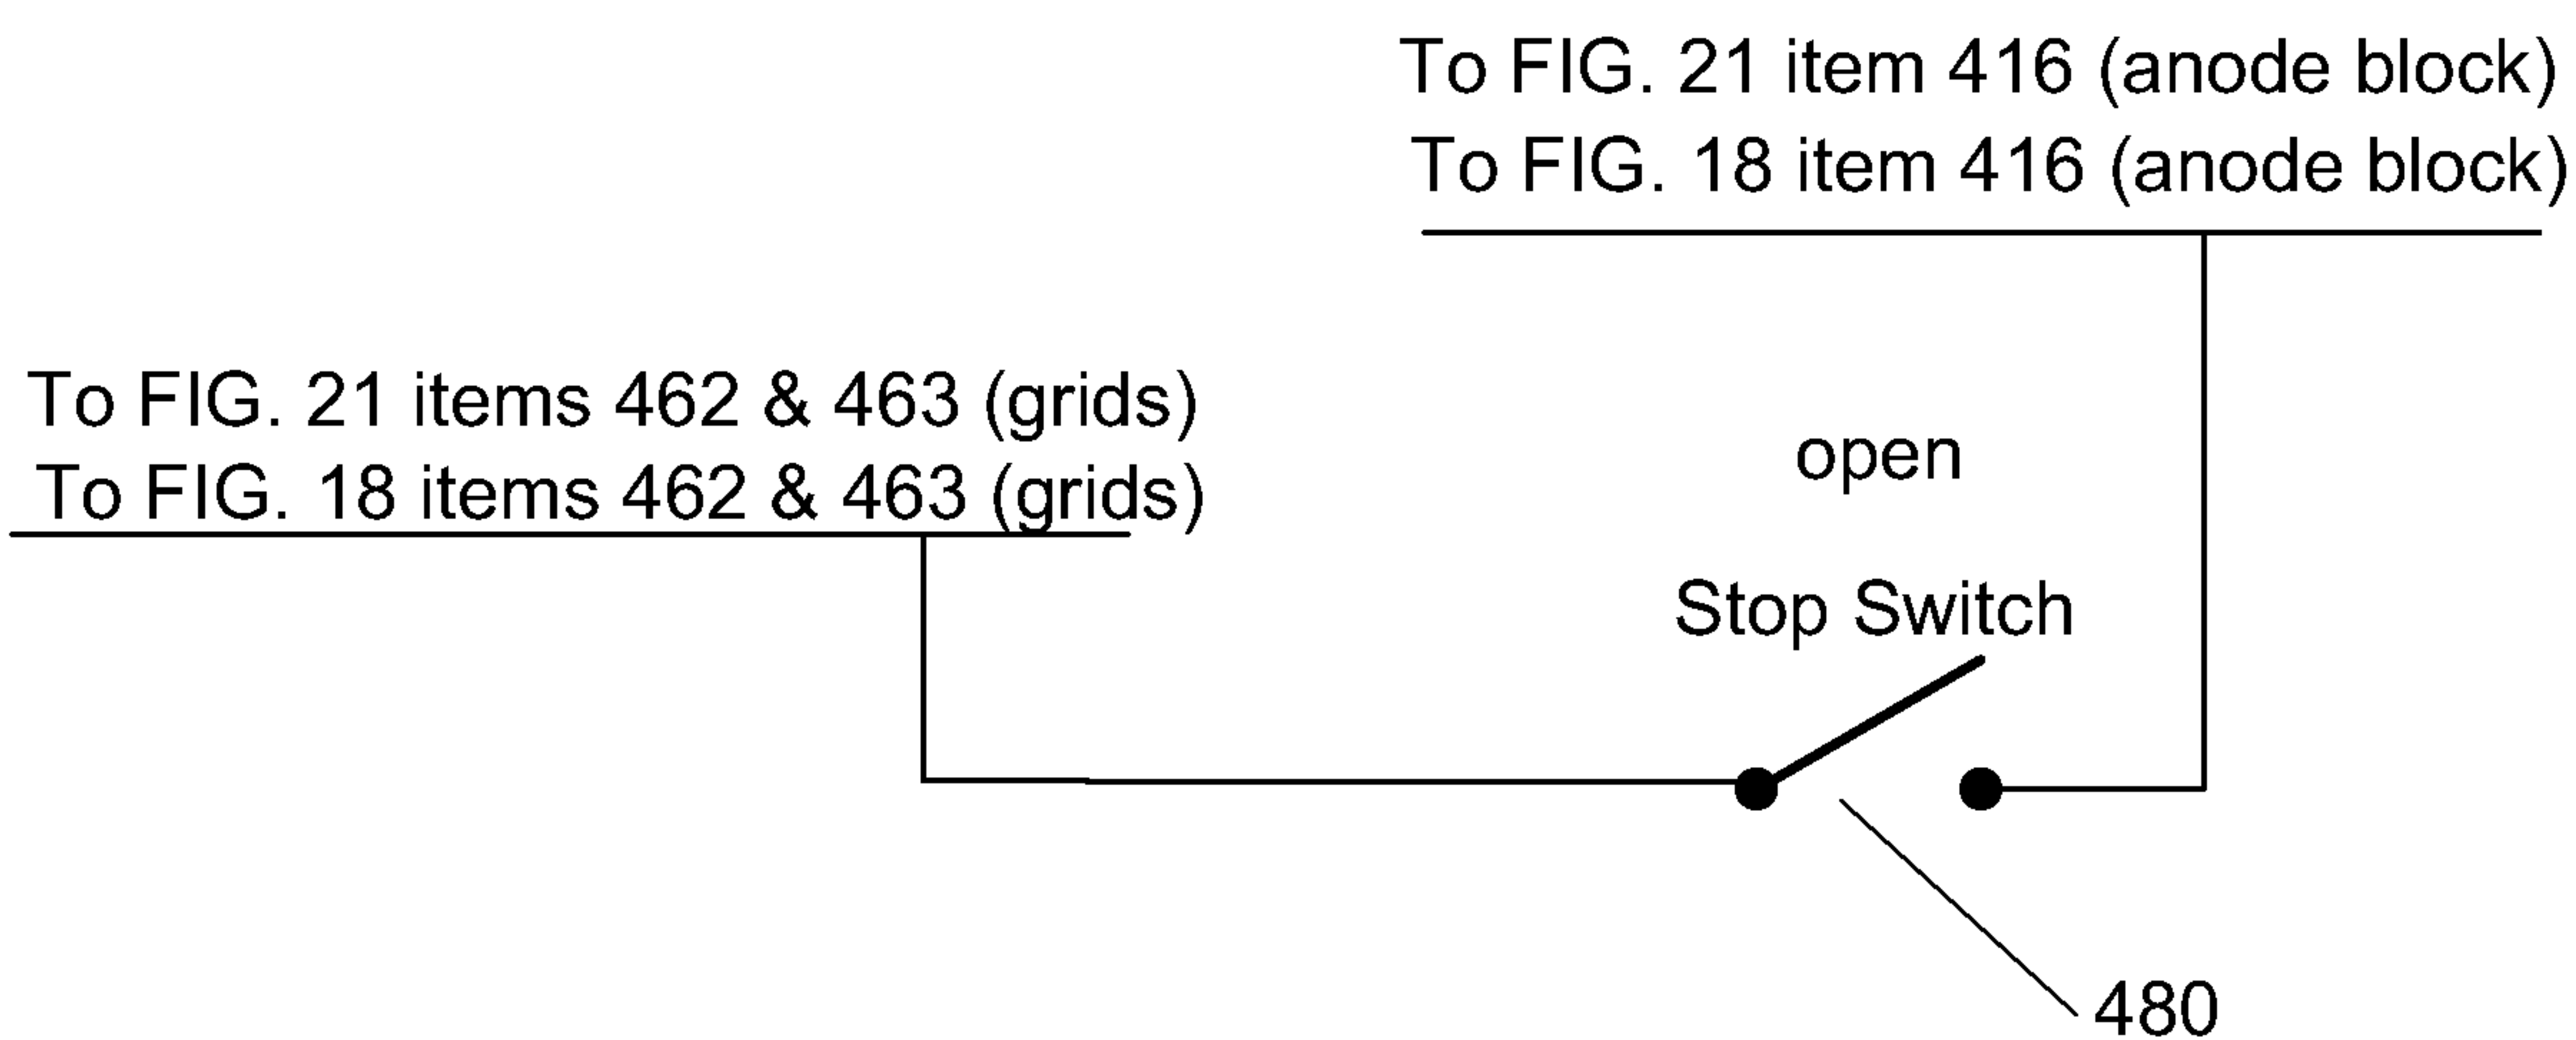 To FIG. 21 item 416 (anode block)
To FIG. 18 item 416 (anode block)
To FIG. 21 items 462 & 463 (grids)
To FIG. 18 items 462 & 463 (grids)
open
Stop Switch
480